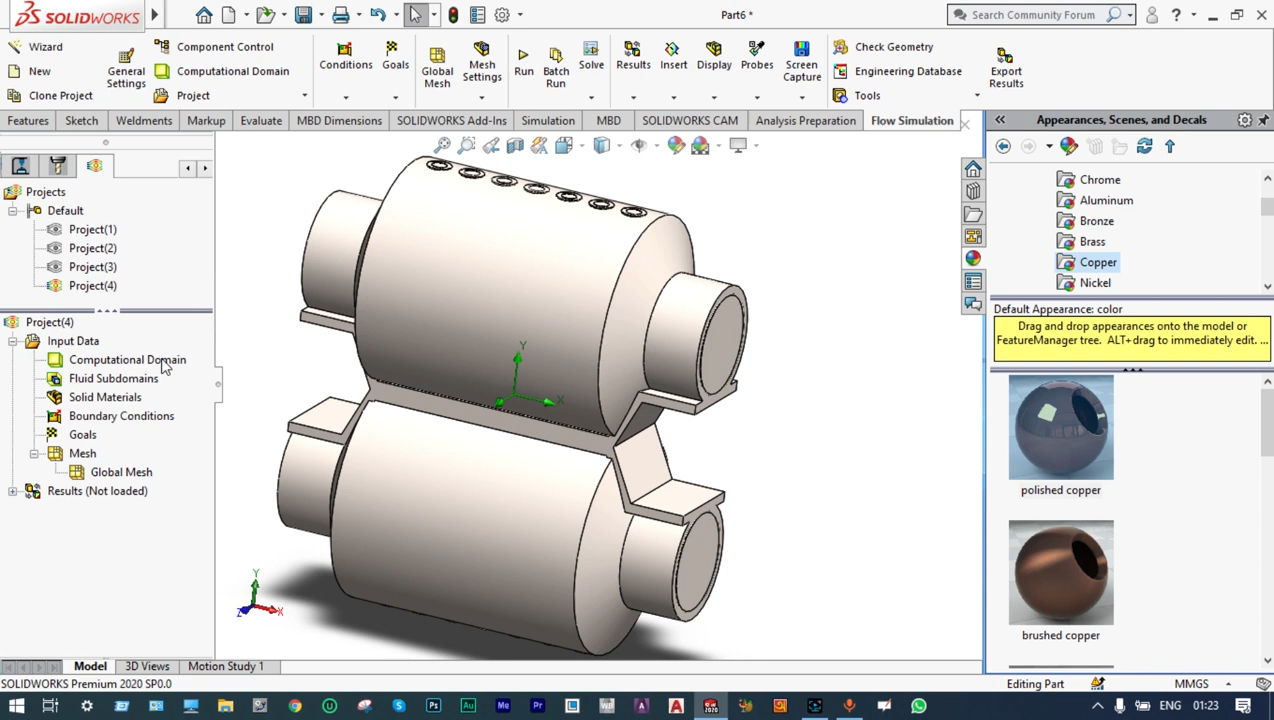 SOLIDWORKS
Part6 *
Search Community Forum
Wizard
New
Clone Project
General Settings
Component Control
Computational Domain
Project
Conditions
Goals
Global Mesh
Mesh Settings
Run
Batch Run
Solve
Results
Insert
Display
Probes
Screen Capture
Check Geometry
Engineering Database
Tools
Export Results
Features
Sketch
Weldments
Markup
Evaluate
MBD Dimensions
SOLIDWORKS Add-Ins
Simulation
MBD
SOLIDWORKS CAM
Analysis Preparation
Flow Simulation
Projects
Default
Project(1)
Project(2)
Project(3)
Project(4)
Project(4)
Input Data
Computational Domain
Fluid Subdomains
Solid Materials
Boundary Conditions
Goals
Mesh
Global Mesh
Results (Not loaded)
Y
X
Y
Z
X
Appearances, Scenes, and Decals
Chrome
Aluminum
Bronze
Brass
Copper
Nickel
Default Appearance: color
Drag and drop appearances onto the model or
FeatureManager tree. ALT+drag to immediately edit. ...
polished copper
brushed copper
Model
3D Views
Motion Study 1
SOLIDWORKS Premium 2020 SP0.0
Editing Part
MMGS
ENG
01:23